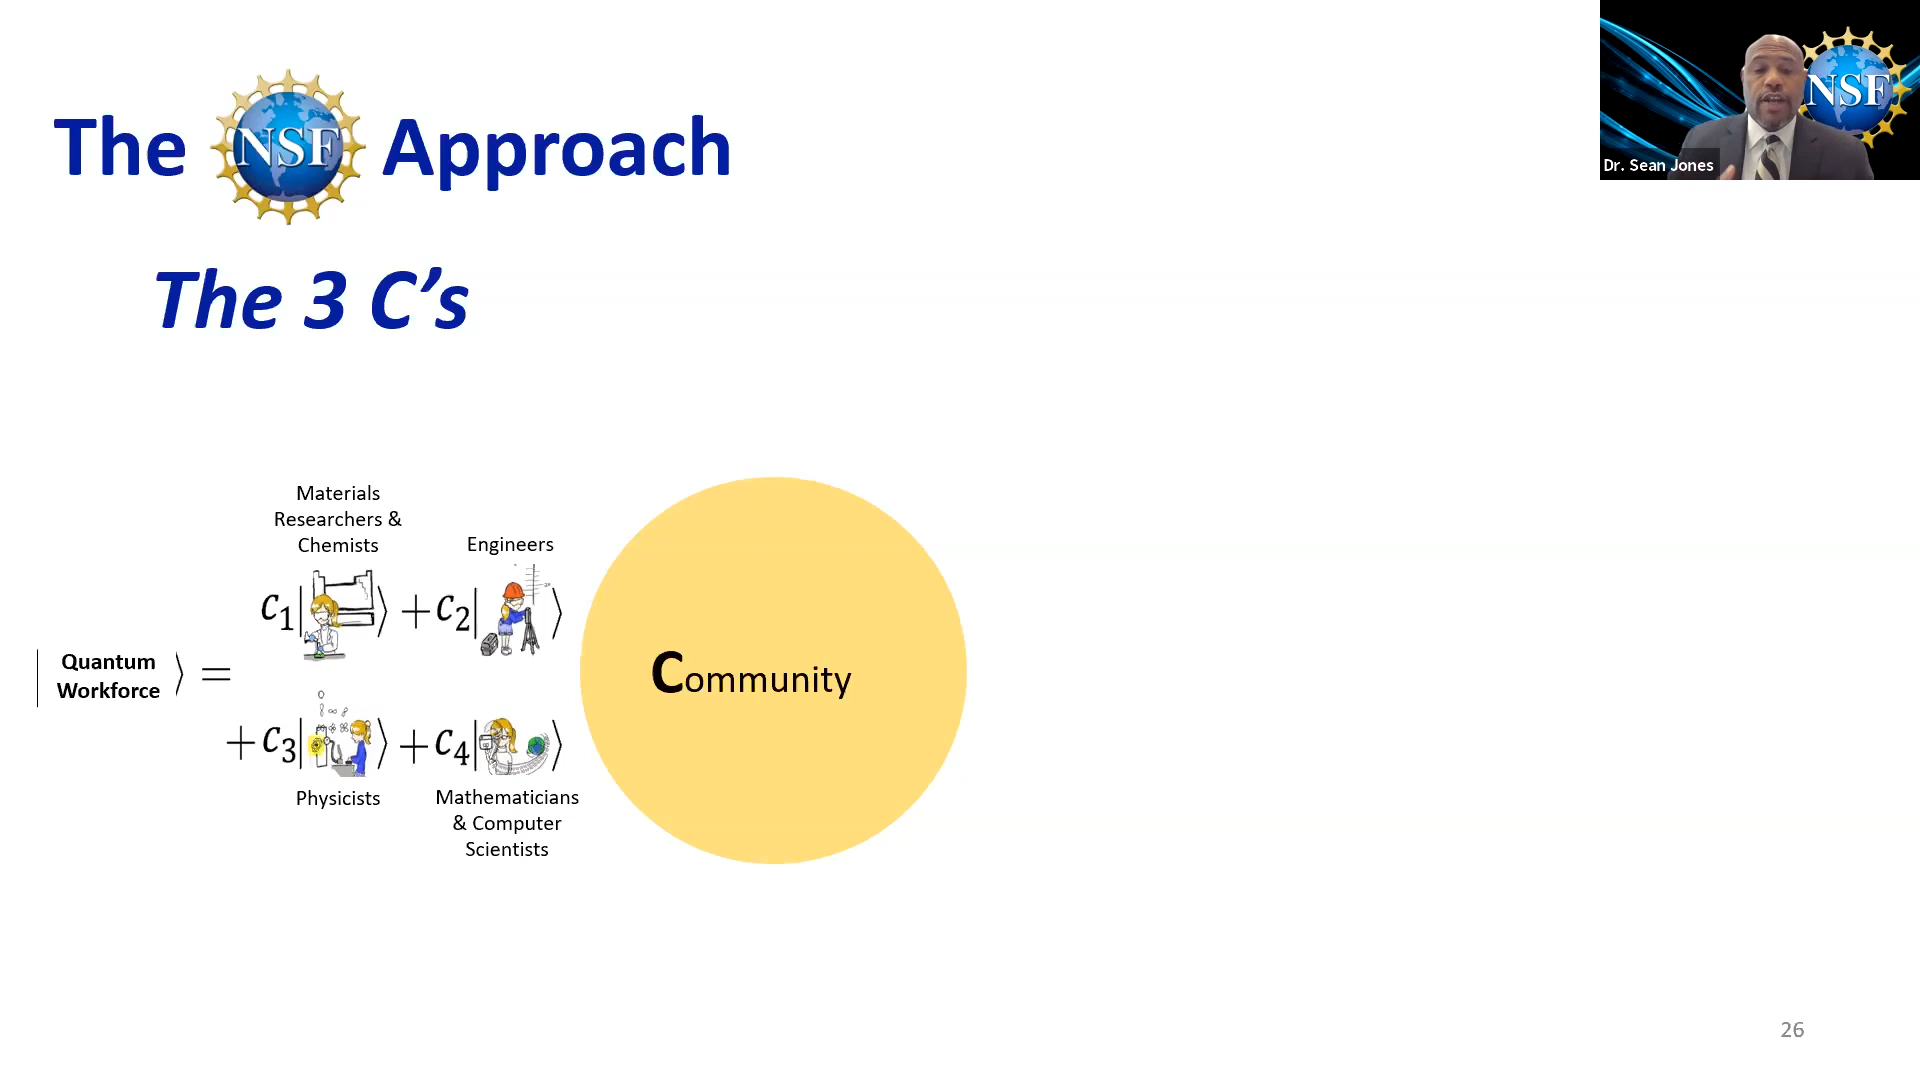 The NSF Approach
The 3 C’s
NSF
Dr. Sean Jones
Materials
Researchers &
Chemists
Engineers
c1| ⟩ +c2| ⟩
| Quantum
Workforce ⟩ =
+c3| ⟩ +c4| ⟩
Physicists
Mathematicians
& Computer
Scientists
Community
26